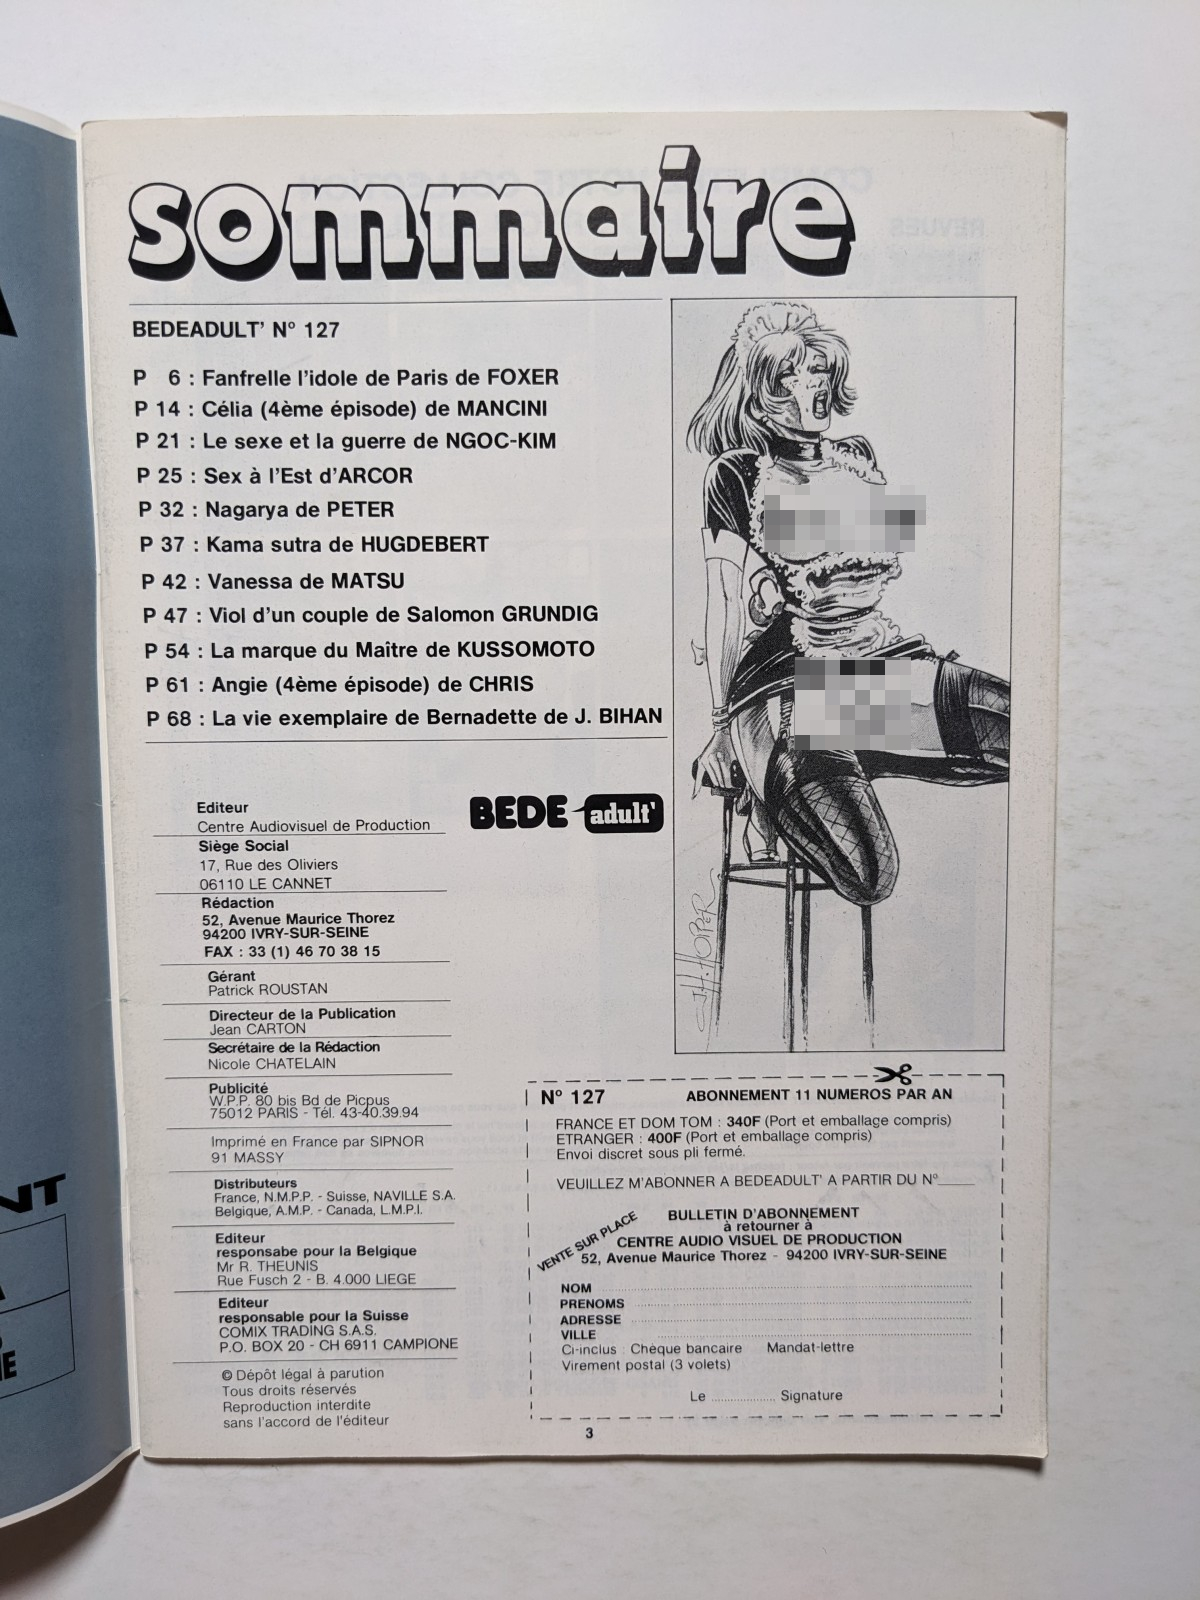 sommaire
BEDEADULT' N° 127
P 6 : Fanfrelle l'idole de Paris de FOXER
P 14 : Célia (4ème épisode) de MANCINI
P 21 : Le sexe et la guerre de NGOC-KIM
P 25 : Sex à l'Est d'ARCOR
P 32 : Nagarya de PETER
P 37 : Kama sutra de HUGDEBERT
P 42 : Vanessa de MATSU
P 47 : Viol d'un couple de Salomon GRUNDIG
P 54 : La marque du Maître de KUSSOMOTO
P 61 : Angie (4ème épisode) de CHRIS
P 68 : La vie exemplaire de Bernadette de J. BIHAN
BEDE adult'
Editeur
Centre Audiovisuel de Production
Siège Social
17, Rue des Oliviers
06110 LE CANNET
Rédaction
52, Avenue Maurice Thorez
94200 IVRY-SUR-SEINE
FAX : 33 (1) 46 70 38 15
Gérant
Patrick ROUSTAN
Directeur de la Publication
Jean CARTON
Secrétaire de la Rédaction
Nicole CHATELAIN
Publicité
W.P.P. 80 bis Bd de Picpus
75012 PARIS - Tél. 43-40.39.94
Imprimé en France par SIPNOR
91 MASSY
Distributeurs
France, N.M.P.P. - Suisse, NAVILLE S.A.
Belgique, A.M.P. - Canada, L.M.P.I.
Editeur
responsabe pour la Belgique
Mr R. THEUNIS
Rue Fusch 2 - B. 4.000 LIEGE
Editeur
responsable pour la Suisse
COMIX TRADING S.A.S.
P.O. BOX 20 - CH 6911 CAMPIONE
© Dépôt légal à parution
Tous droits réservés
Reproduction interdite
sans l'accord de l'éditeur
HOPPER
N° 127 ABONNEMENT 11 NUMEROS PAR AN
FRANCE ET DOM TOM : 340F (Port et emballage compris)
ETRANGER : 400F (Port et emballage compris)
Envoi discret sous pli fermé.
VEUILLEZ M'ABONNER A BEDEADULT' A PARTIR DU N°
VENTE SUR PLACE
BULLETIN D'ABONNEMENT
à retourner à
CENTRE AUDIO VISUEL DE PRODUCTION
52, Avenue Maurice Thorez - 94200 IVRY-SUR-SEINE
NOM
PRENOMS
ADRESSE
VILLE
Ci-inclus : Chèque bancaire Mandat-lettre
Virement postal (3 volets)
Le Signature
3